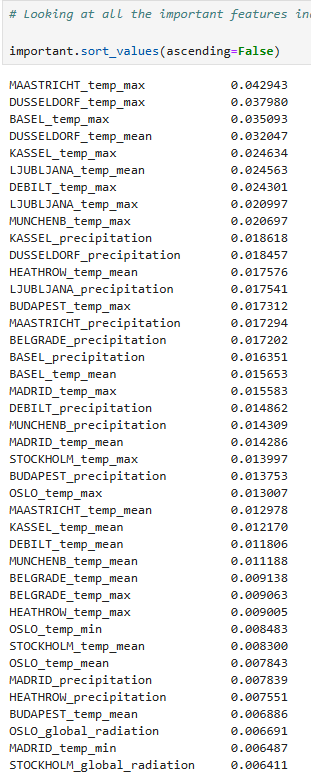 # Looking at all the important features in
important.sort_values(ascending=False)
MAASTRICHT_temp_max 0.042943
DUSSELDORF_temp_max 0.037980
BASEL_temp_max 0.035093
DUSSELDORF_temp_mean 0.032047
KASSEL_temp_max 0.024634
LJUBLJANA_temp_mean 0.024563
DEBILT_temp_max 0.024301
LJUBLJANA_temp_max 0.020997
MUNCHENB_temp_max 0.020697
KASSEL_precipitation 0.018618
DUSSELDORF_precipitation 0.018457
HEATHROW_temp_mean 0.017576
LJUBLJANA_precipitation 0.017541
BUDAPEST_temp_max 0.017312
MAASTRICHT_precipitation 0.017294
BELGRADE_precipitation 0.017202
BASEL_precipitation 0.016351
BASEL_temp_mean 0.015653
MADRID_temp_max 0.015583
DEBILT_precipitation 0.014862
MUNCHENB_precipitation 0.014309
MADRID_temp_mean 0.014286
STOCKHOLM_temp_max 0.013997
BUDAPEST_precipitation 0.013753
OSLO_temp_max 0.013007
MAASTRICHT_temp_mean 0.012978
KASSEL_temp_mean 0.012170
DEBILT_temp_mean 0.011806
MUNCHENB_temp_mean 0.011188
BELGRADE_temp_mean 0.009138
BELGRADE_temp_max 0.009063
HEATHROW_temp_max 0.009005
OSLO_temp_min 0.008483
STOCKHOLM_temp_mean 0.008300
OSLO_temp_mean 0.007843
MADRID_precipitation 0.007839
HEATHROW_precipitation 0.007551
BUDAPEST_temp_mean 0.006886
OSLO_global_radiation 0.006691
MADRID_temp_min 0.006487
STOCKHOLM_global_radiation 0.006411